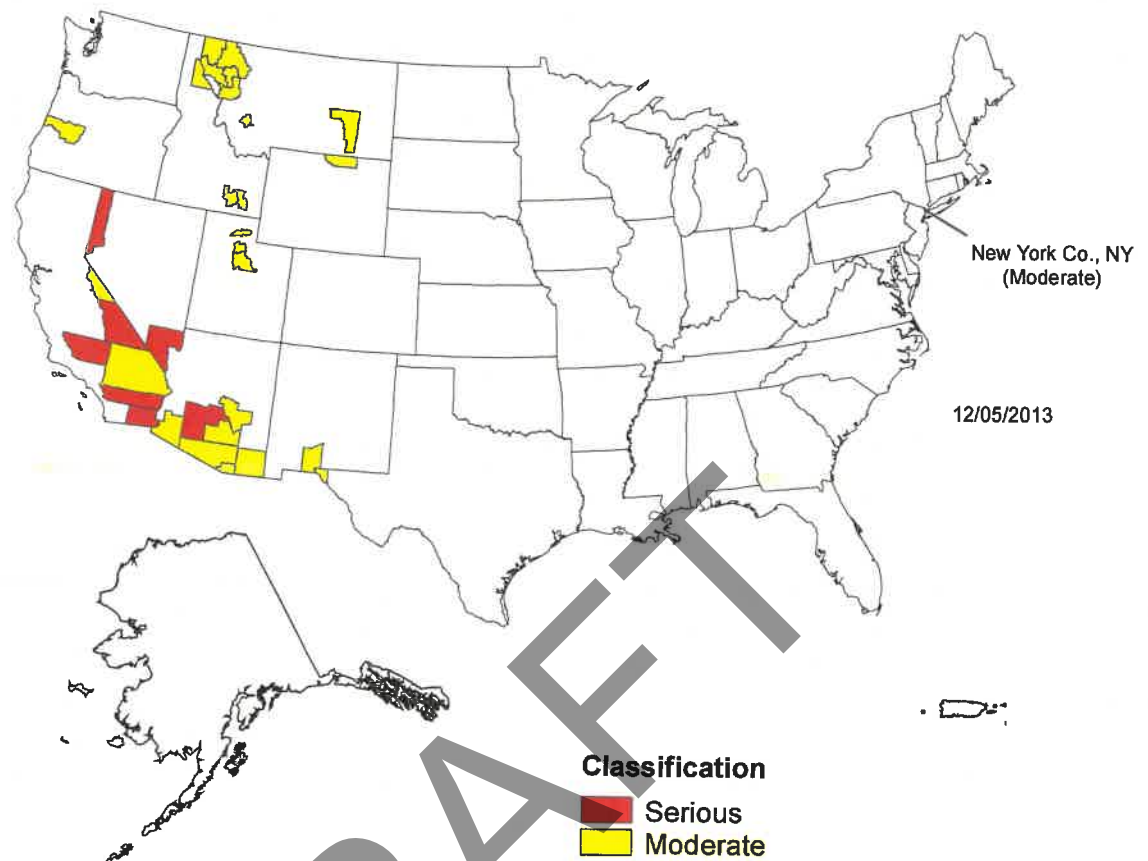 New York Co., NY
(Moderate)
12/05/2013
DRAFT
Classification
Serious
Moderate